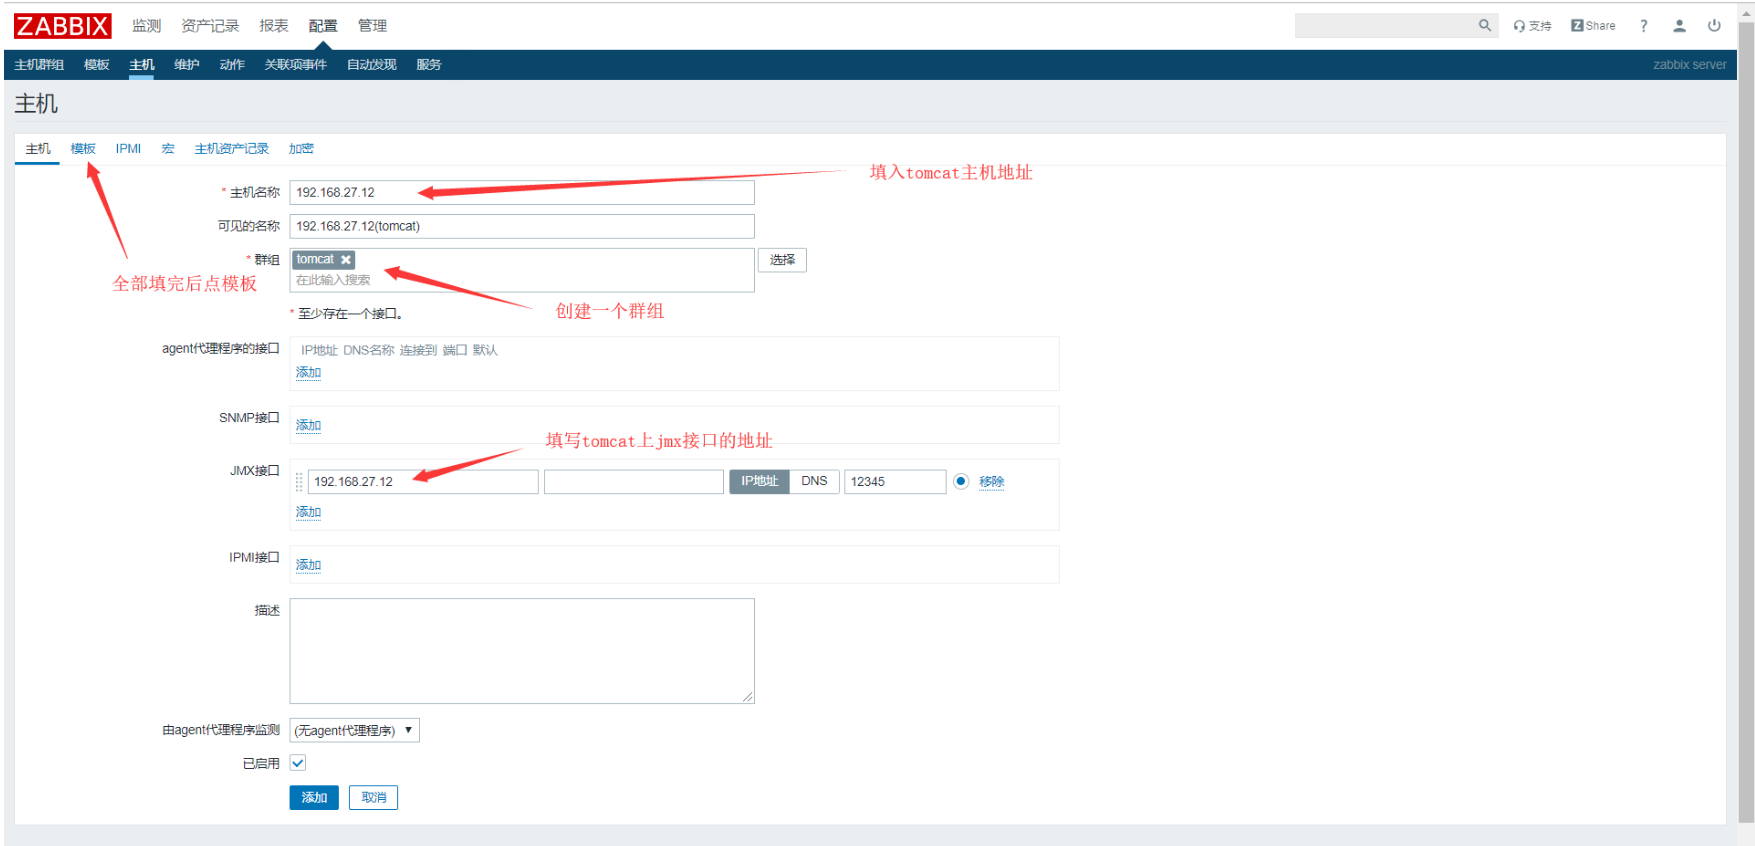 ZABBIX 监测 资产记录 报表 配置 管理 支持 Z Share ?
主机群组 模板 主机 维护 动作 关联项事件 自动发现 服务 zabbix server
主机
主机 模板 IPMI 宏 主机资产记录 加密
填入tomcat主机地址
* 主机名称 192.168.27.12
可见的名称 192.168.27.12(tomcat)
* 群组 tomcat 选择
在此输入搜索
全部填完后点模板
创建一个群组
* 至少存在一个接口。
agent代理程序的接口 IP地址 DNS名称 连接到 端口 默认
添加
SNMP接口 添加
填写tomcat上jmx接口的地址
JMX接口 192.168.27.12 IP地址 DNS 12345 移除
添加
IPMI接口 添加
描述
由agent代理程序监测 (无agent代理程序)
已启用
添加 取消